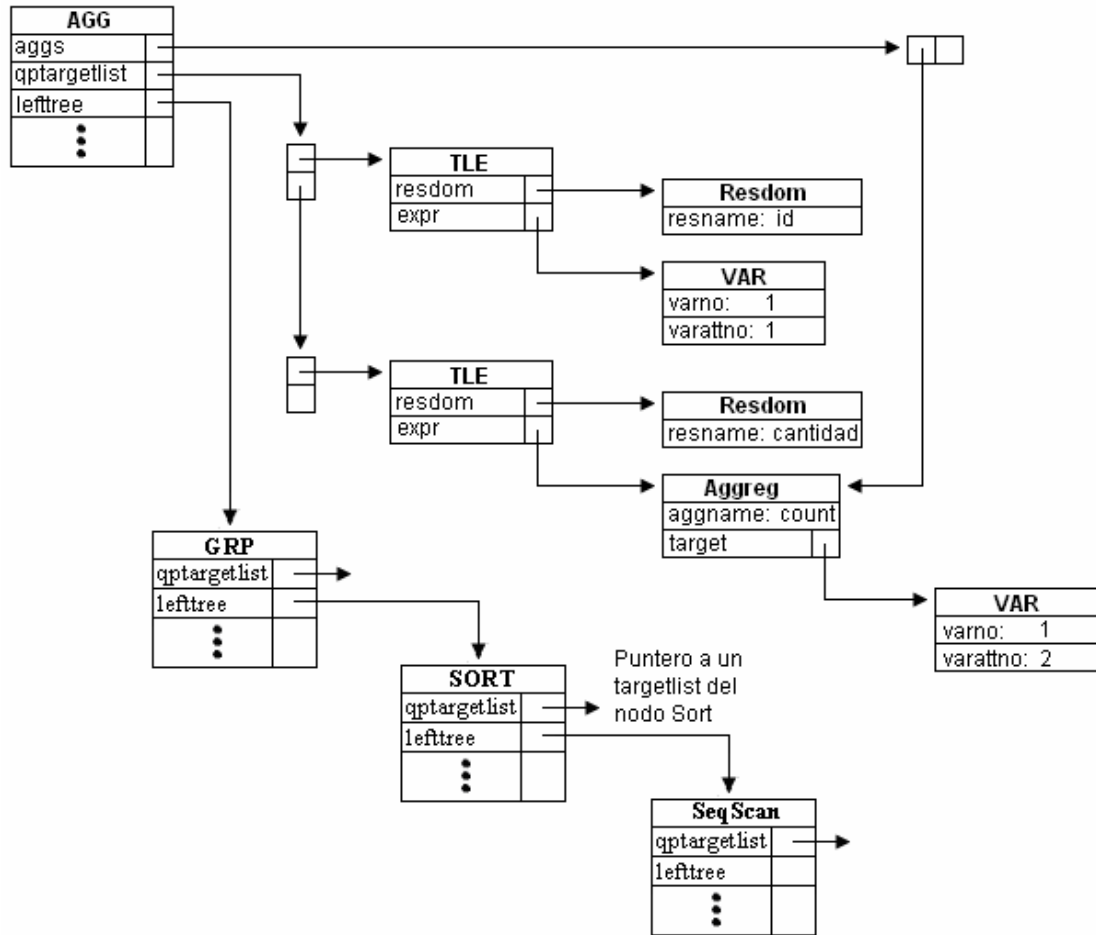 AGG
aggs
qptargetlist
lefttree
TLE
resdom
expr
Resdom
resname: id
VAR
varno: 1
varattno: 1
TLE
resdom
expr
Resdom
resname: cantidad
Aggreg
aggname: count
target
VAR
varno: 1
varattno: 2
GRP
qptargetlist
lefttree
SORT
qptargetlist
lefttree
Puntero a un
targetlist del
nodo Sort
SeqScan
qptargetlist
lefttree